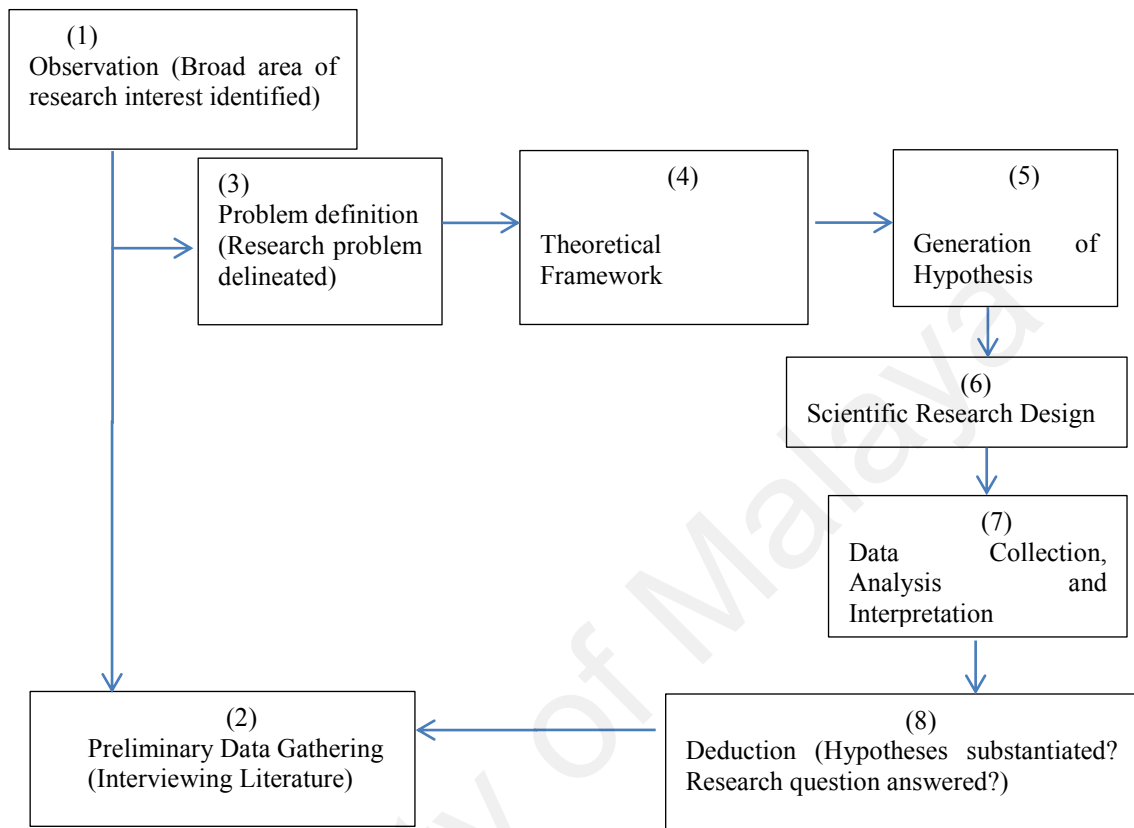 (1)
Observation (Broad area of
research interest identified)
(3)
Problem definition
(Research problem
delineated)
(4)
Theoretical
Framework
(5)
Generation of
Hypothesis
(6)
Scientific Research Design
(7)
Data Collection,
Analysis and
Interpretation
(2)
Preliminary Data Gathering
(Interviewing Literature)
(8)
Deduction (Hypotheses substantiated?
Research question answered?)
of Malaya